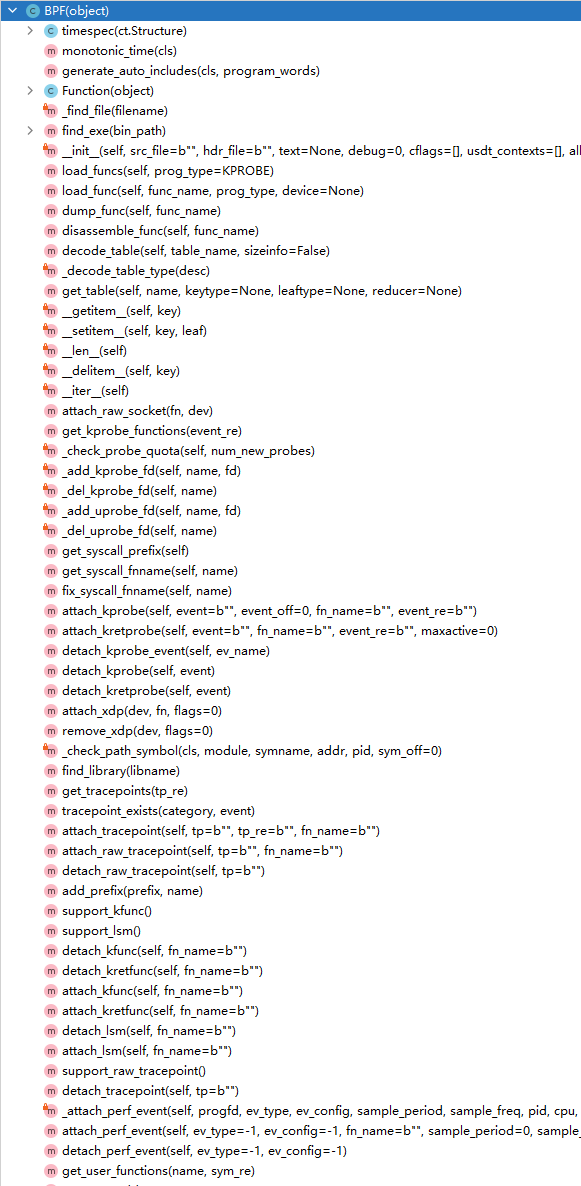 BPF(object)
timespec(ct.Structure)
monotonic_time(cls)
generate_auto_includes(cls, program_words)
Function(object)
_find_file(filename)
find_exe(bin_path)
__init__(self, src_file=b"", hdr_file=b"", text=None, debug=0, cflags=[], usdt_contexts=[], all
load_funcs(self, prog_type=KPROBE)
load_func(self, func_name, prog_type, device=None)
dump_func(self, func_name)
disassemble_func(self, func_name)
decode_table(self, table_name, sizeinfo=False)
_decode_table_type(desc)
get_table(self, name, keytype=None, leaftype=None, reducer=None)
__getitem__(self, key)
__setitem__(self, key, leaf)
__len__(self)
__delitem__(self, key)
__iter__(self)
attach_raw_socket(fn, dev)
get_kprobe_functions(event_re)
_check_probe_quota(self, num_new_probes)
_add_kprobe_fd(self, name, fd)
_del_kprobe_fd(self, name)
_add_uprobe_fd(self, name, fd)
_del_uprobe_fd(self, name)
get_syscall_prefix(self)
get_syscall_fnname(self, name)
fix_syscall_fnname(self, name)
attach_kprobe(self, event=b"", event_off=0, fn_name=b"", event_re=b"")
attach_kretprobe(self, event=b"", fn_name=b"", event_re=b"", maxactive=0)
detach_kprobe_event(self, ev_name)
detach_kprobe(self, event)
detach_kretprobe(self, event)
attach_xdp(dev, fn, flags=0)
remove_xdp(dev, flags=0)
_check_path_symbol(cls, module, symname, addr, pid, sym_off=0)
find_library(libname)
get_tracepoints(tp_re)
tracepoint_exists(category, event)
attach_tracepoint(self, tp=b"", tp_re=b"", fn_name=b"")
attach_raw_tracepoint(self, tp=b"", fn_name=b"")
detach_raw_tracepoint(self, tp=b"")
add_prefix(prefix, name)
support_kfunc()
support_lsm()
detach_kfunc(self, fn_name=b"")
detach_kretfunc(self, fn_name=b"")
attach_kfunc(self, fn_name=b"")
attach_kretfunc(self, fn_name=b"")
detach_lsm(self, fn_name=b"")
attach_lsm(self, fn_name=b"")
support_raw_tracepoint()
detach_tracepoint(self, tp=b"")
_attach_perf_event(self, progfd, ev_type, ev_config, sample_period, sample_freq, pid, cpu,
attach_perf_event(self, ev_type=-1, ev_config=-1, fn_name=b"", sample_period=0, sample_
detach_perf_event(self, ev_type=-1, ev_config=-1)
get_user_functions(name, sym_re)